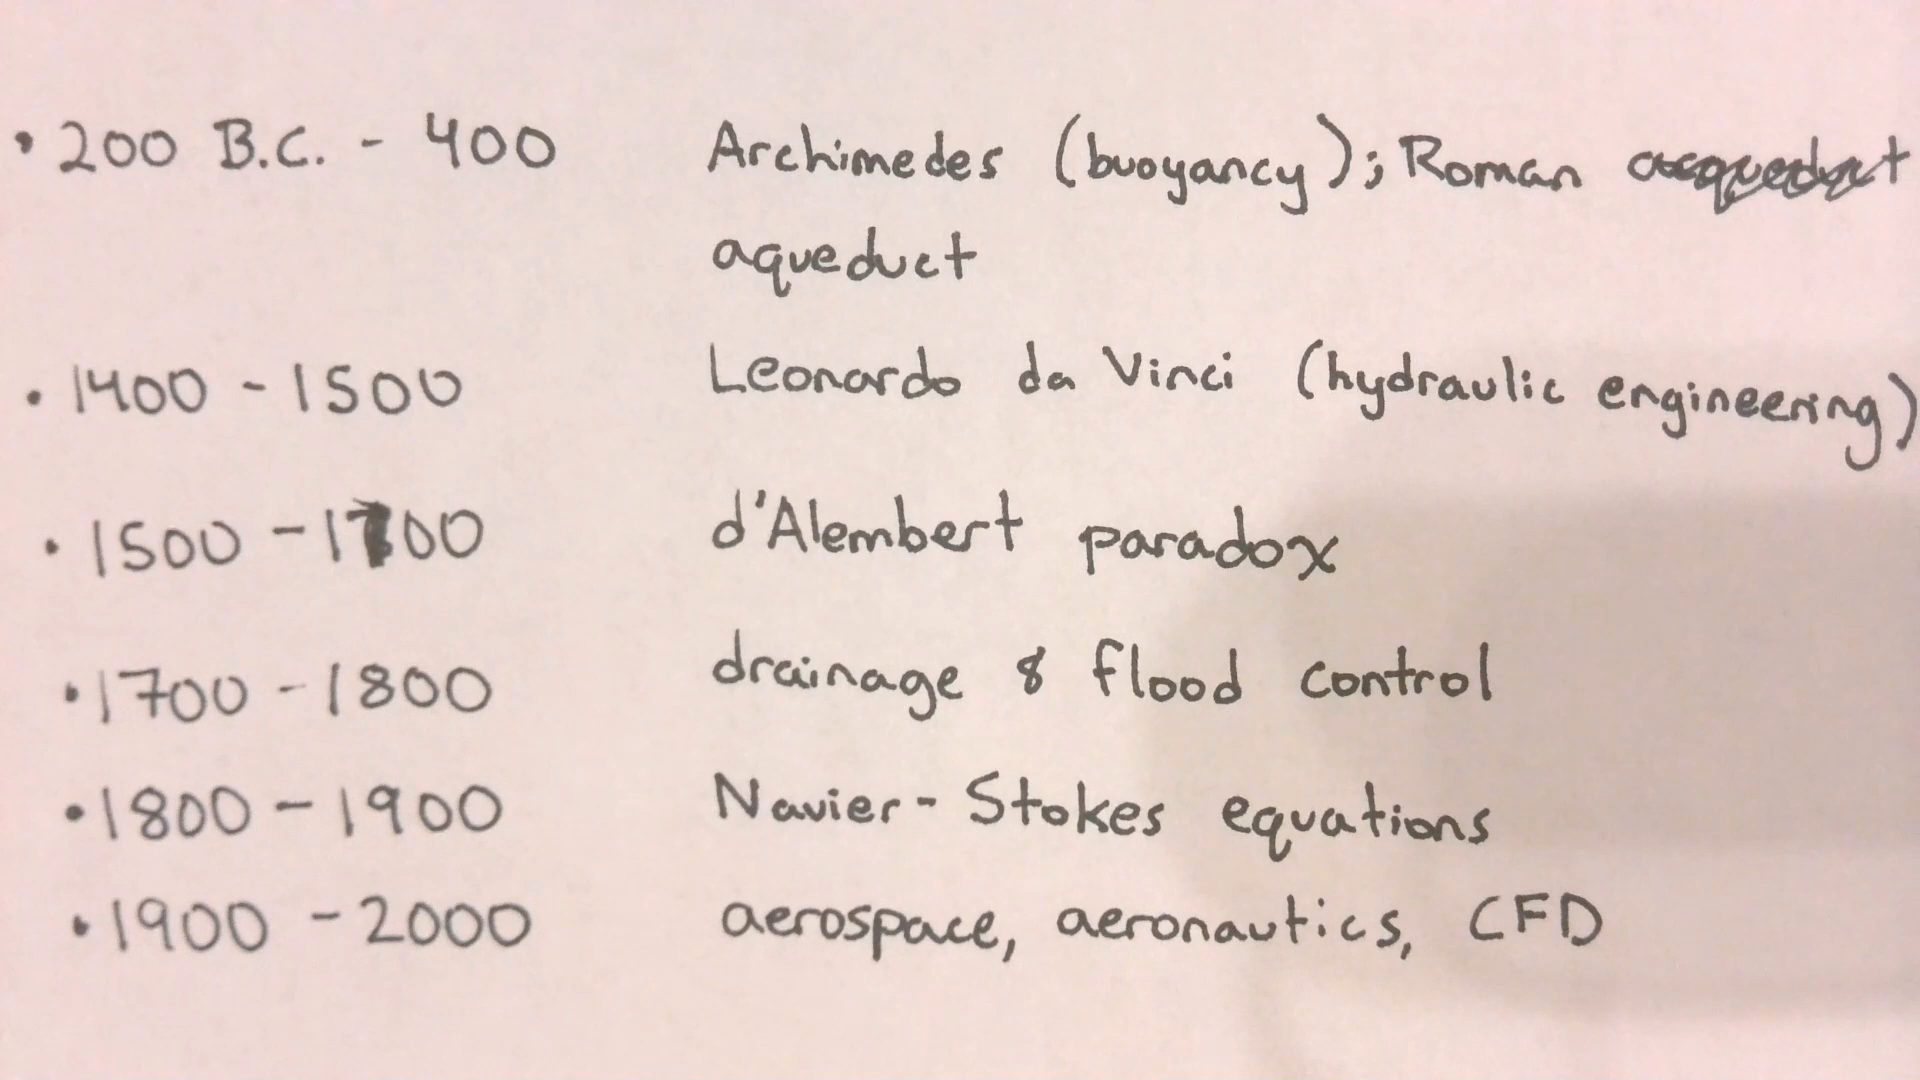 • 200 B.C. - 400 Archimedes (buoyancy); Roman
aqueduct
• 1400 - 1500 Leonardo da Vinci (hydraulic engineering)
• 1500 - 1700 d'Alembert paradox
• 1700 - 1800 drainage & flood control
• 1800 - 1900 Navier-Stokes equations
• 1900 - 2000 aerospace, aeronautics, CFD